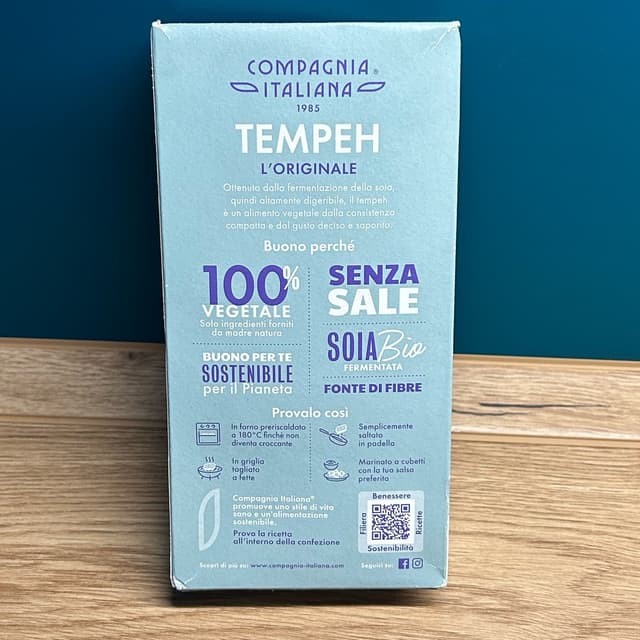 COMPAGNIA
ITALIANA®
1985
TEMPEH
L'ORIGINALE
Ottenuto dalla fermentazione della soia,
quindi altamente digeribile, il tempeh
è un alimento vegetale dalla consistenza
compatta e dal gusto deciso e saporito.
Buono perché
100%
VEGETALE
Solo ingredienti forniti
da madre natura
SENZA
SALE
BUONO PER TE
SOSTENIBILE
per il Pianeta
SOIA Bio
FERMENTATA
FONTE DI FIBRE
Provalo così
In forno preriscaldato
a 180°C finché non
diventa croccante
Semplicemente
saltato
in padella
In griglia
tagliato
a fette
Marinato a cubetti
con la tua salsa
preferita
Compagnia Italiana®
promuove uno stile di vita
sano e un'alimentazione
sostenibile.
Prova la ricetta
all'interno della confezione
Benessere
Filiera
Ricette
Sostenibilità
Scopri di più su: www.compagnia-italiana.com
Seguici su: